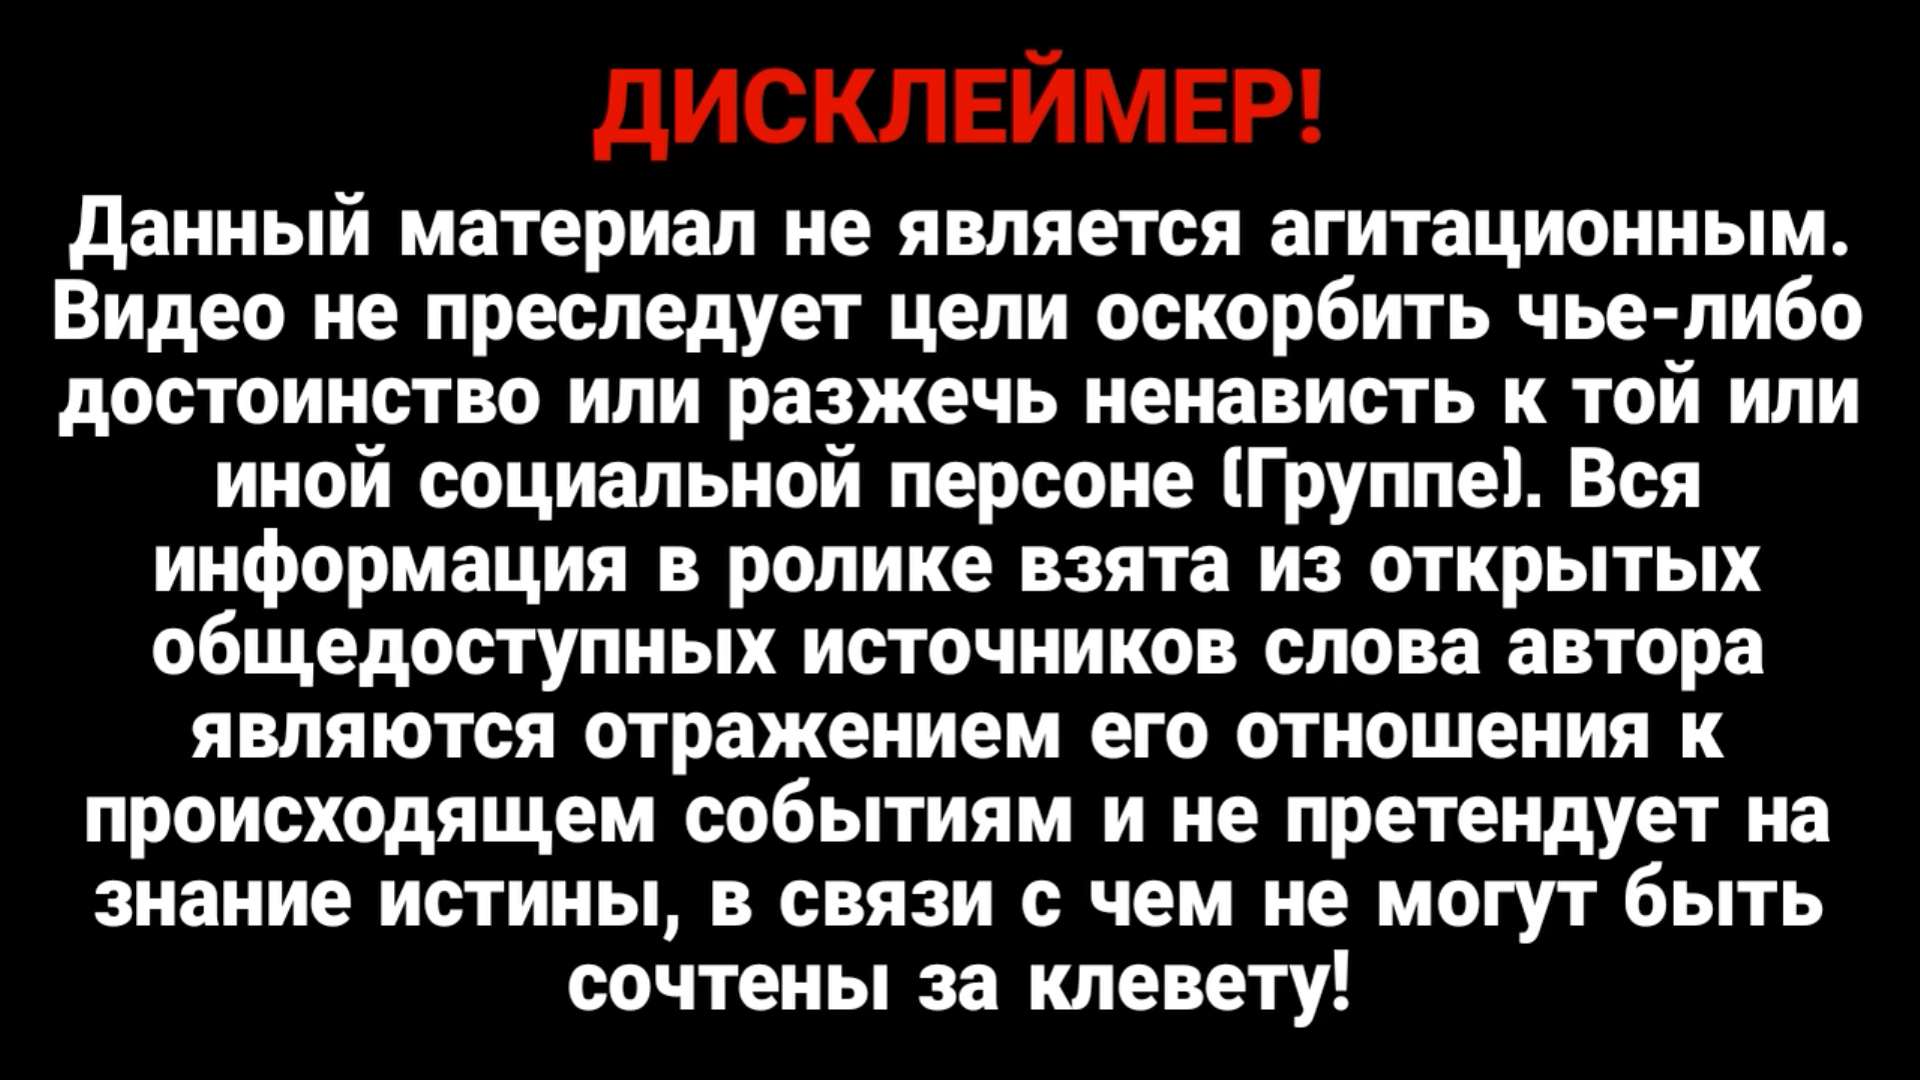 ДИСКЛЕЙМЕР!
Данный материал не является агитационным.
Видео не преследует цели оскорбить чье-либо
достоинство или разжечь ненависть к той или
иной социальной персоне (Группе). Вся
информация в ролике взята из открытых
общедоступных источников слова автора
являются отражением его отношения к
происходящем событиям и не претендует на
знание истины, в связи с чем не могут быть
сочтены за клевету!